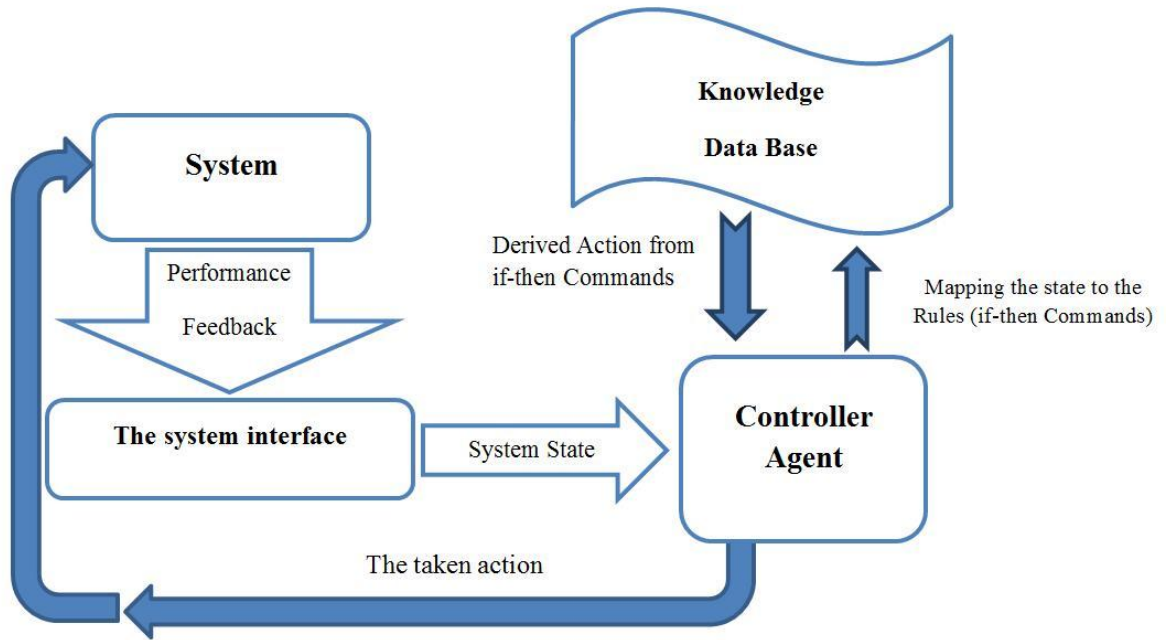 Knowledge
Data Base
System
Derived Action from
if-then Commands
Mapping the state to the
Rules (if-then Commands)
Performance
Feedback
The system interface
System State
Controller
Agent
The taken action